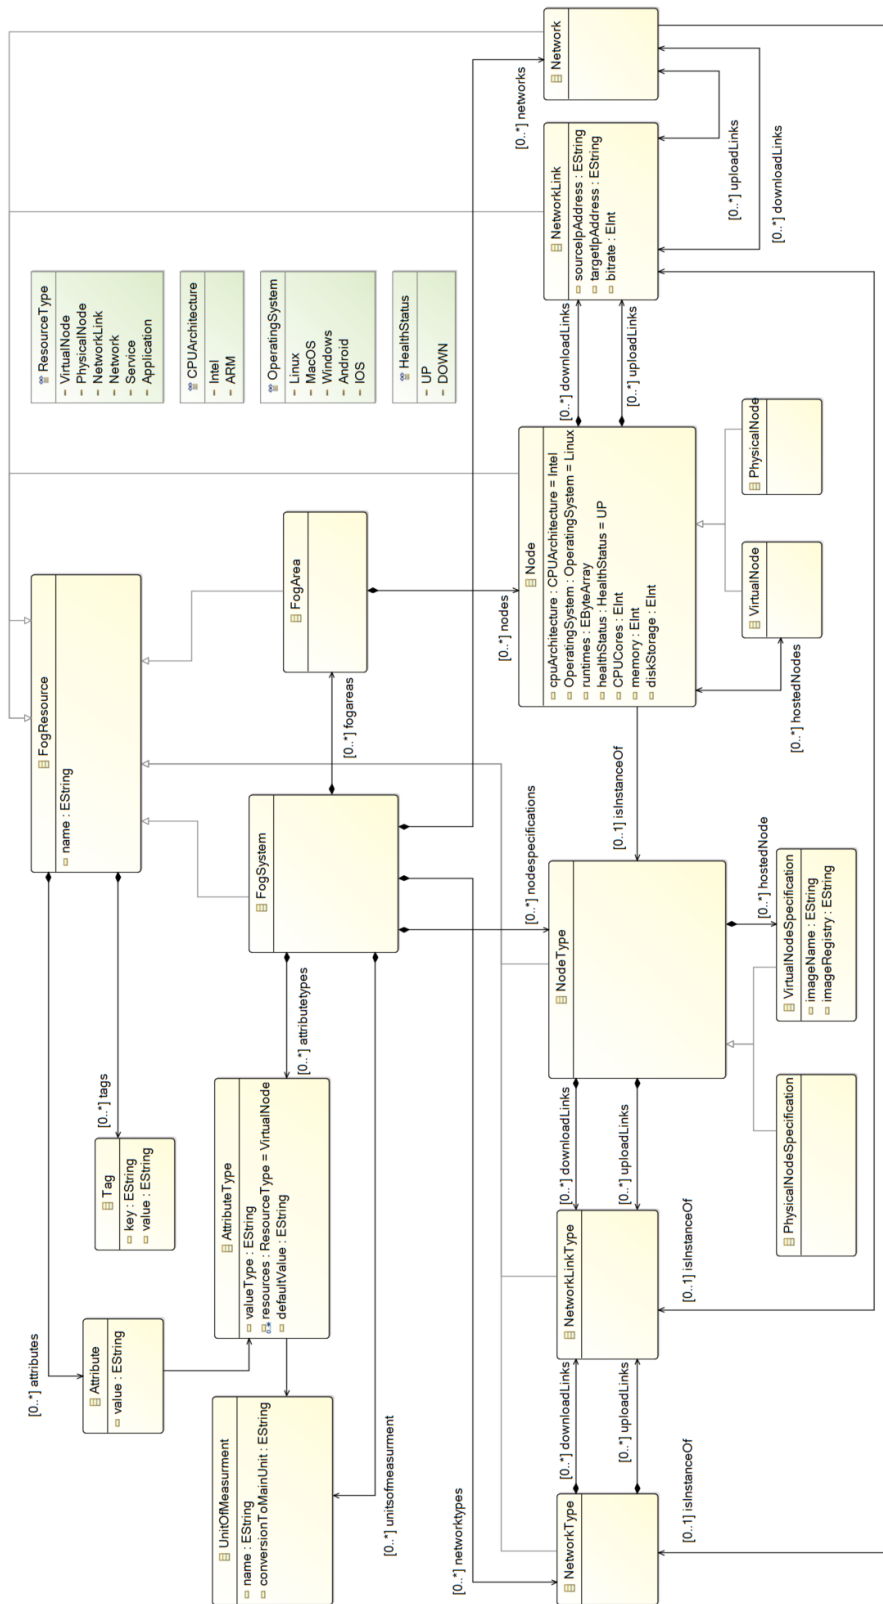 [0..*] attributes
Attribute
value : EString
[0..*] tags
Tag
key : EString
value : EString
FogResource
name : EString
ResourceType
VirtualNode
PhysicalNode
NetworkLink
Network
Service
Application
CPUArchitecture
Intel
ARM
OperatingSystem
Linux
MacOS
Windows
Android
IOS
HealthStatus
UP
DOWN
UnitOfMeasurment
name : EString
conversionToMainUnit : EString
AttributeType
valueType : EString
0..*
resources : ResourceType = VirtualNode
defaultValue : EString
[0..*] attributetypes
[0..*] unitsofmeasurment
FogSystem
[0..*] fogareas
FogArea
[0..*] nodes
[0..*] networks
[0..*] networktypes
[0..*] nodespecifications
NetworkType
[0..*] downloadLinks
[0..*] uploadLinks
NetworkLinkType
[0..*] downloadLinks
[0..*] uploadLinks
NodeType
[0..1] isInstanceOf
Node
cpuArchitecture : CPUArchitecture = Intel
OperatingSystem : OperatingSystem = Linux
runtimes : EByteArray
healthStatus : HealthStatus = UP
CPUCores : EInt
memory : EInt
diskStorage : EInt
[0..*] downloadLinks
[0..*] uploadLinks
NetworkLink
sourceIpAddress : EString
targetIpAddress : EString
bitrate : EInt
Network
[0..1] isInstanceOf
[0..1] isInstanceOf
[0..*] uploadLinks
[0..*] downloadLinks
PhysicalNodeSpecification
VirtualNodeSpecification
imageName : EString
imageRegistry : EString
[0..*] hostedNode
[0..*] hostedNodes
VirtualNode
PhysicalNode